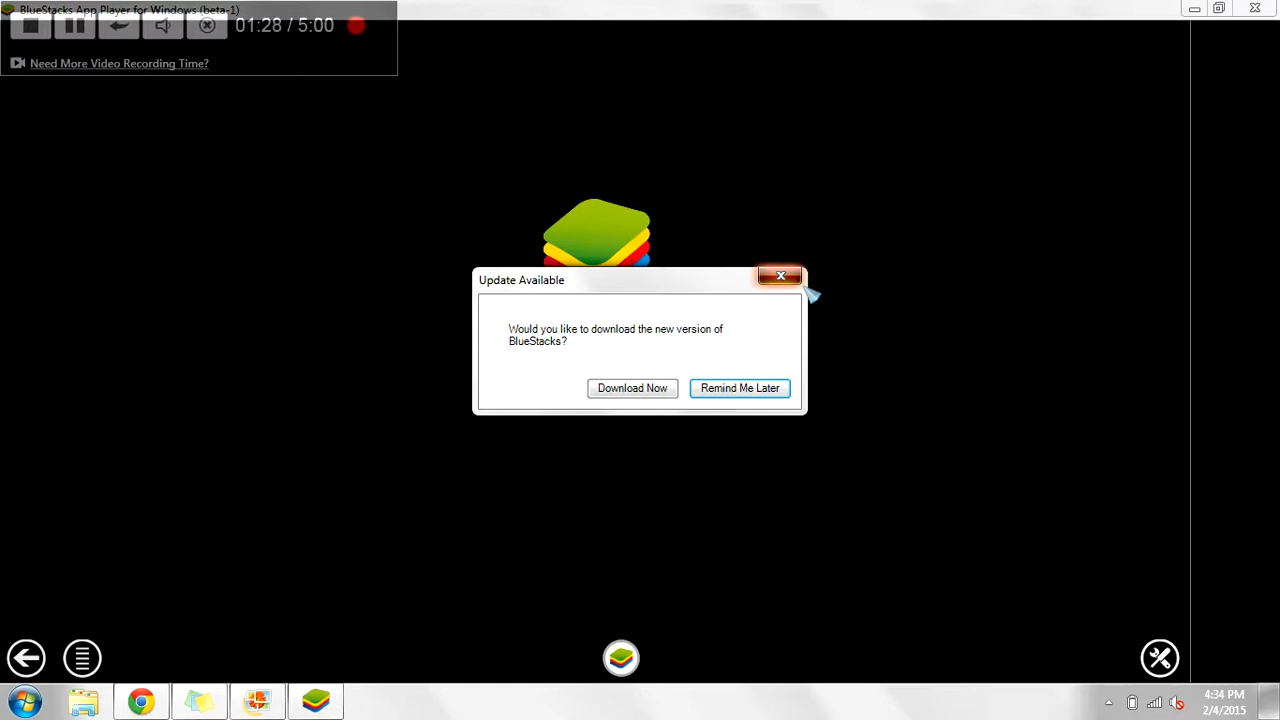 BlueStacks App Player for Windows (beta-1)
01:28 / 5:00
Need More Video Recording Time?
Update Available
Would you like to download the new version of
BlueStacks?
Download Now
Remind Me Later
4:34 PM
2/4/2015